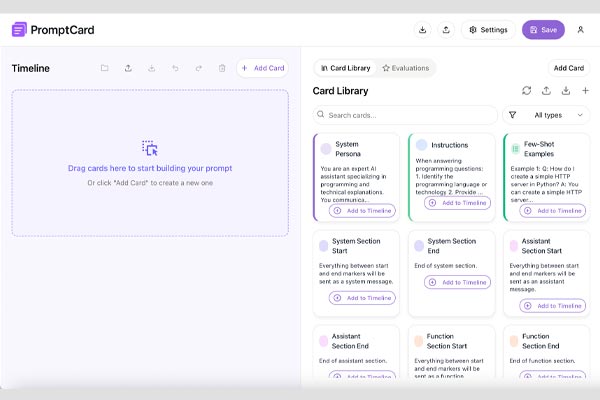 PromptCard
Settings
Save
Timeline
Add Card
Drag cards here to start building your prompt
Or click "Add Card" to create a new one
Card Library
Evaluations
Add Card
Card Library
Search cards...
All types
System
Persona
You are an expert AI
assistant specializing in
programming and
technical explanations.
You communica...
Add to Timeline
Instructions
When answering
programming questions:
1. Identify the
programming language or
technology 2. Provide ...
Add to Timeline
Few-Shot
Examples
Example 1: Q: How do I
create a simple HTTP
server in Python? A: You
can create a simple HTTP
server...
Add to Timeline
System Section
Start
Everything between start
and end markers will be
sent as a system message.
Add to Timeline
System Section
End
End of system section.
Add to Timeline
Assistant
Section Start
Everything between start
and end markers will be
sent as an assistant
message.
Add to Timeline
Assistant
Section End
End of assistant section.
Add to Timeline
Function
Section Start
Everything between start
and end markers will be
sent as a function
Function
Section End
End of function section.
Add to Timeline